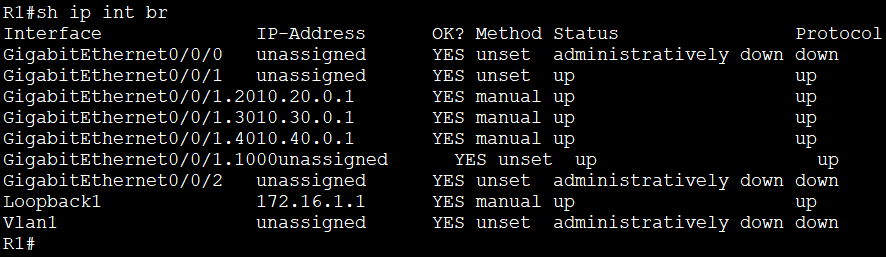 R1#sh ip int br
Interface              IP-Address      OK? Method Status                Protocol
GigabitEthernet0/0/0   unassigned      YES unset  administratively down down
GigabitEthernet0/0/1   unassigned      YES unset  up                    up
GigabitEthernet0/0/1.2010.20.0.1       YES manual up                    up
GigabitEthernet0/0/1.3010.30.0.1       YES manual up                    up
GigabitEthernet0/0/1.4010.40.0.1       YES manual up                    up
GigabitEthernet0/0/1.1000unassigned      YES unset  up                    up
GigabitEthernet0/0/2   unassigned      YES unset  administratively down down
Loopback1              172.16.1.1      YES manual up                    up
Vlan1                  unassigned      YES unset  administratively down down
R1#